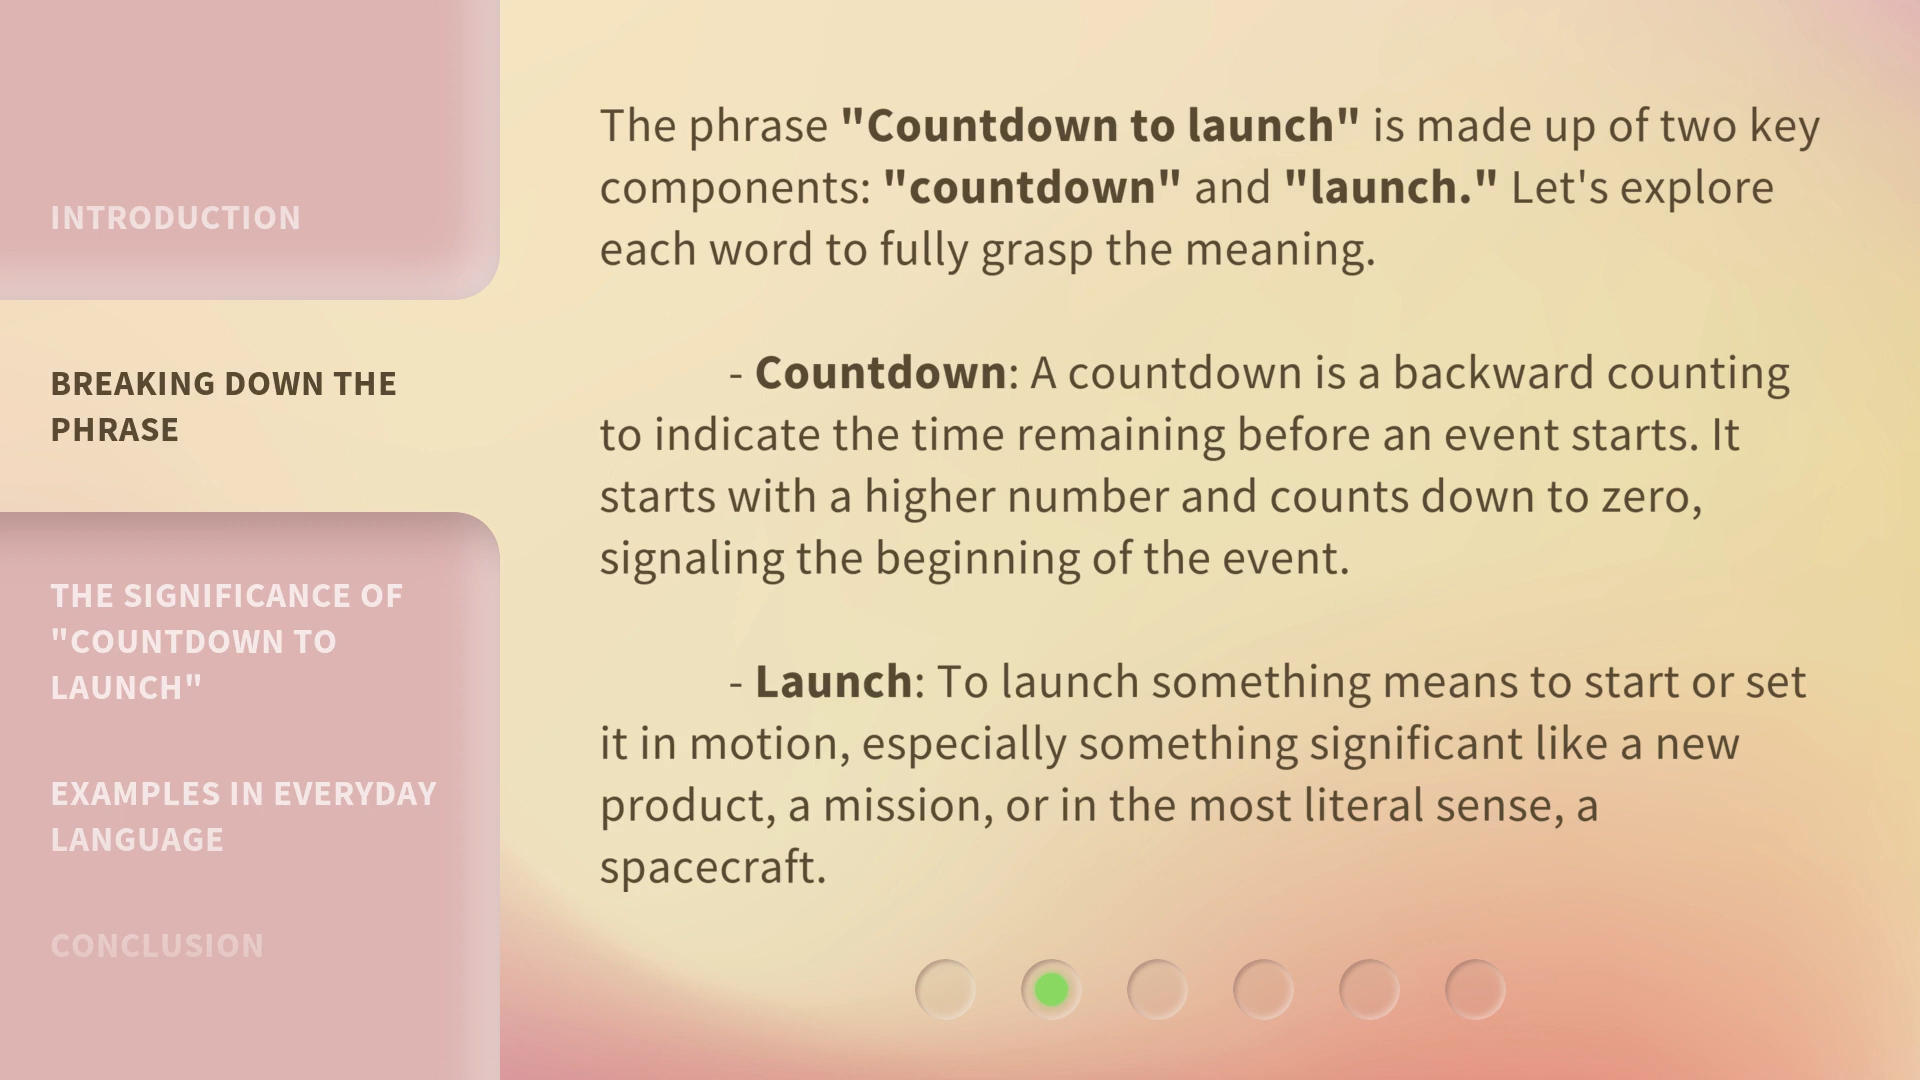 INTRODUCTION
BREAKING DOWN THE
PHRASE
THE SIGNIFICANCE OF
"COUNTDOWN TO
LAUNCH"
EXAMPLES IN EVERYDAY
LANGUAGE
CONCLUSION
The phrase "Countdown to launch" is made up of two key
components: "countdown" and "launch." Let's explore
each word to fully grasp the meaning.
- Countdown: A countdown is a backward counting
to indicate the time remaining before an event starts. It
starts with a higher number and counts down to zero,
signaling the beginning of the event.
- Launch: To launch something means to start or set
it in motion, especially something significant like a new
product, a mission, or in the most literal sense, a
spacecraft.